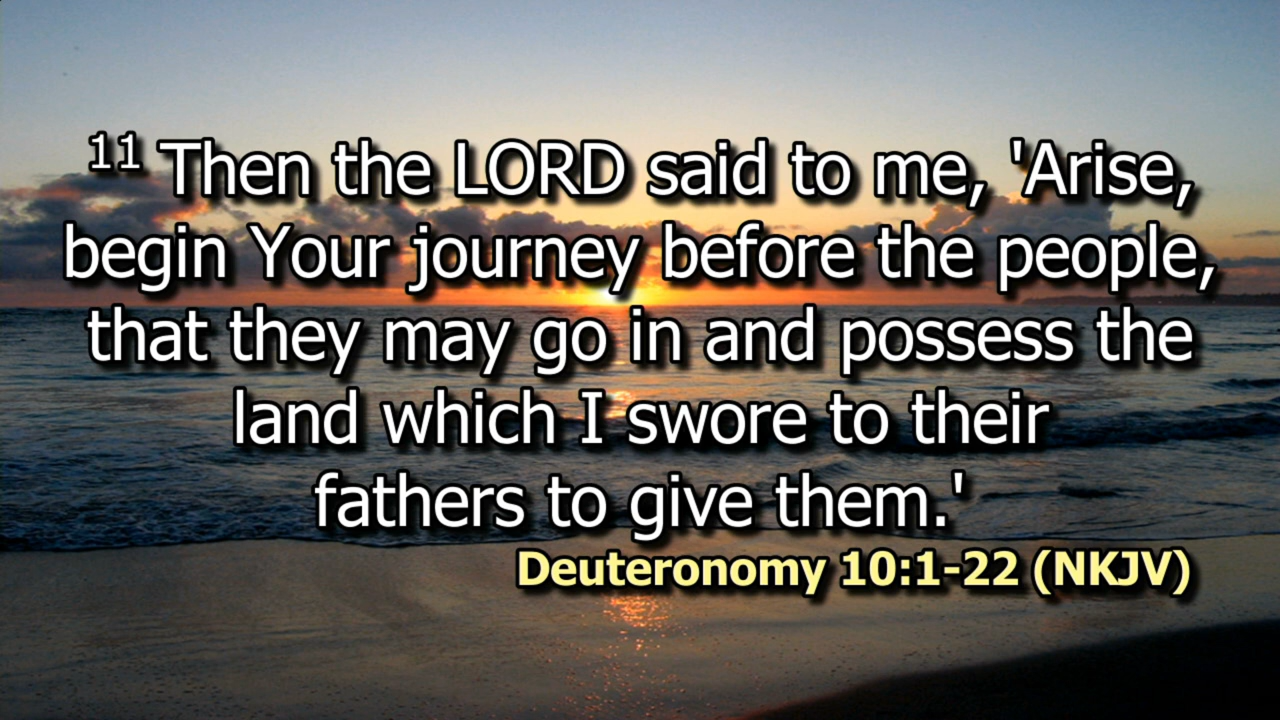 11 Then the LORD said to me, 'Arise,
begin Your journey before the people,
that they may go in and possess the
land which I swore to their
fathers to give them.'
Deuteronomy 10:1-22 (NKJV)